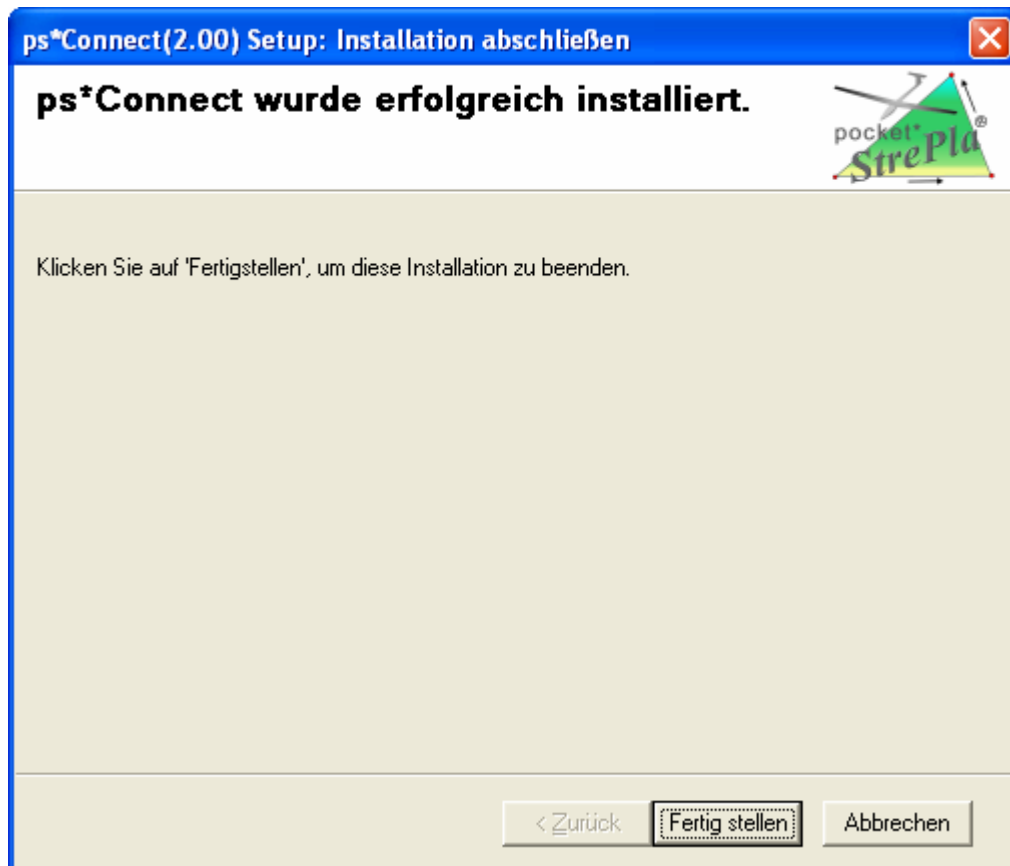 ps*Connect(2.00) Setup: Installation abschließen
ps*Connect wurde erfolgreich installiert.
pocket*
StrePla®
Klicken Sie auf 'Fertigstellen', um diese Installation zu beenden.
< Zurück
Fertig stellen
Abbrechen